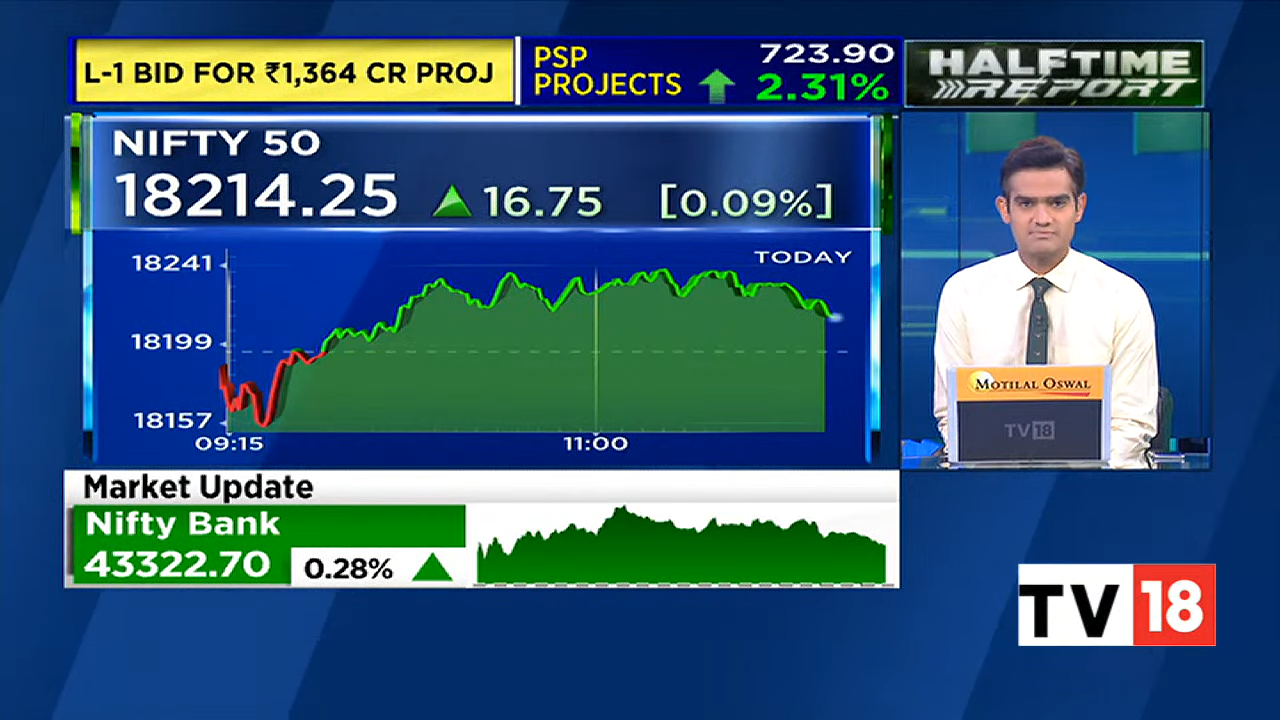 L-1 BID FOR ₹1,364 CR PROJ
PSP
PROJECTS
723.90
2.31%
HALFTIME
REPORT
NIFTY 50
18214.25 16.75 [0.09%]
TODAY
18241
18199
18157
09:15 11:00
MOTILAL OSWAL
TV18
Market Update
Nifty Bank
43322.70 0.28%
TV18